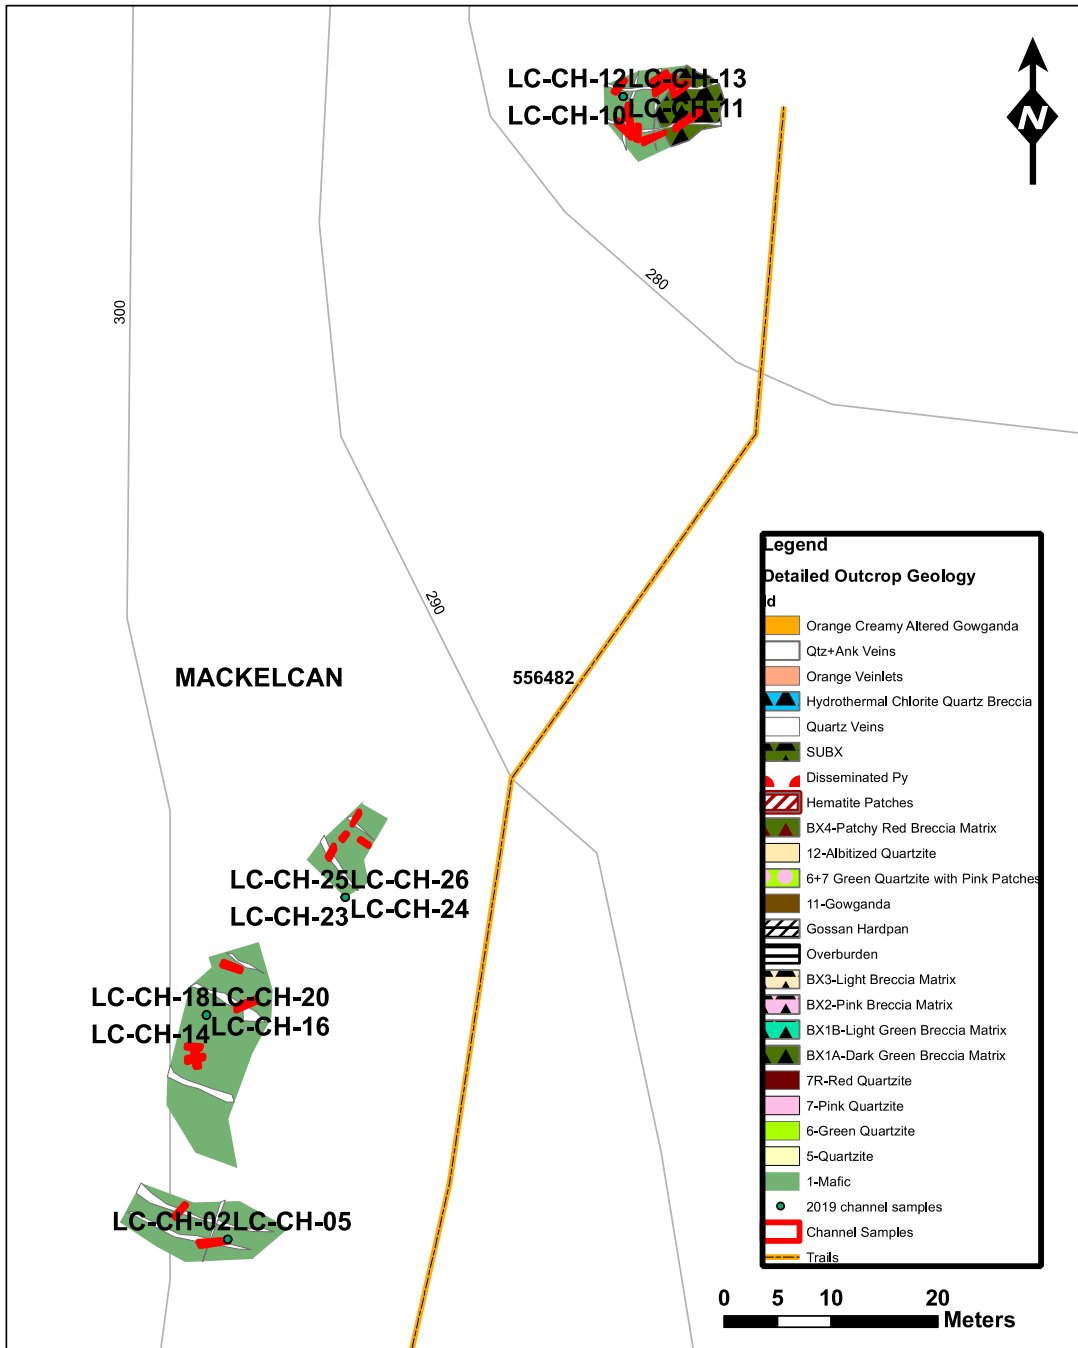 LC-CH-12LC-CH-13
LC-CH-10LC-CH-11
N
280
300
290
MACKELCAN
556482
LC-CH-25LC-CH-26
LC-CH-23LC-CH-24
LC-CH-18LC-CH-20
LC-CH-14LC-CH-16
LC-CH-02LC-CH-05
Legend
Detailed Outcrop Geology
Id
Orange Creamy Altered Gowganda
Qtz+Ank Veins
Orange Veinlets
Hydrothermal Chlorite Quartz Breccia
Quartz Veins
SUBX
Disseminated Py
Hematite Patches
BX4-Patchy Red Breccia Matrix
12-Albitized Quartzite
6+7 Green Quartzite with Pink Patches
11-Gowganda
Gossan Hardpan
Overburden
BX3-Light Breccia Matrix
BX2-Pink Breccia Matrix
BX1B-Light Green Breccia Matrix
BX1A-Dark Green Breccia Matrix
7R-Red Quartzite
7-Pink Quartzite
6-Green Quartzite
5-Quartzite
1-Mafic
2019 channel samples
Channel Samples
Trails
0 5 10 20
Meters